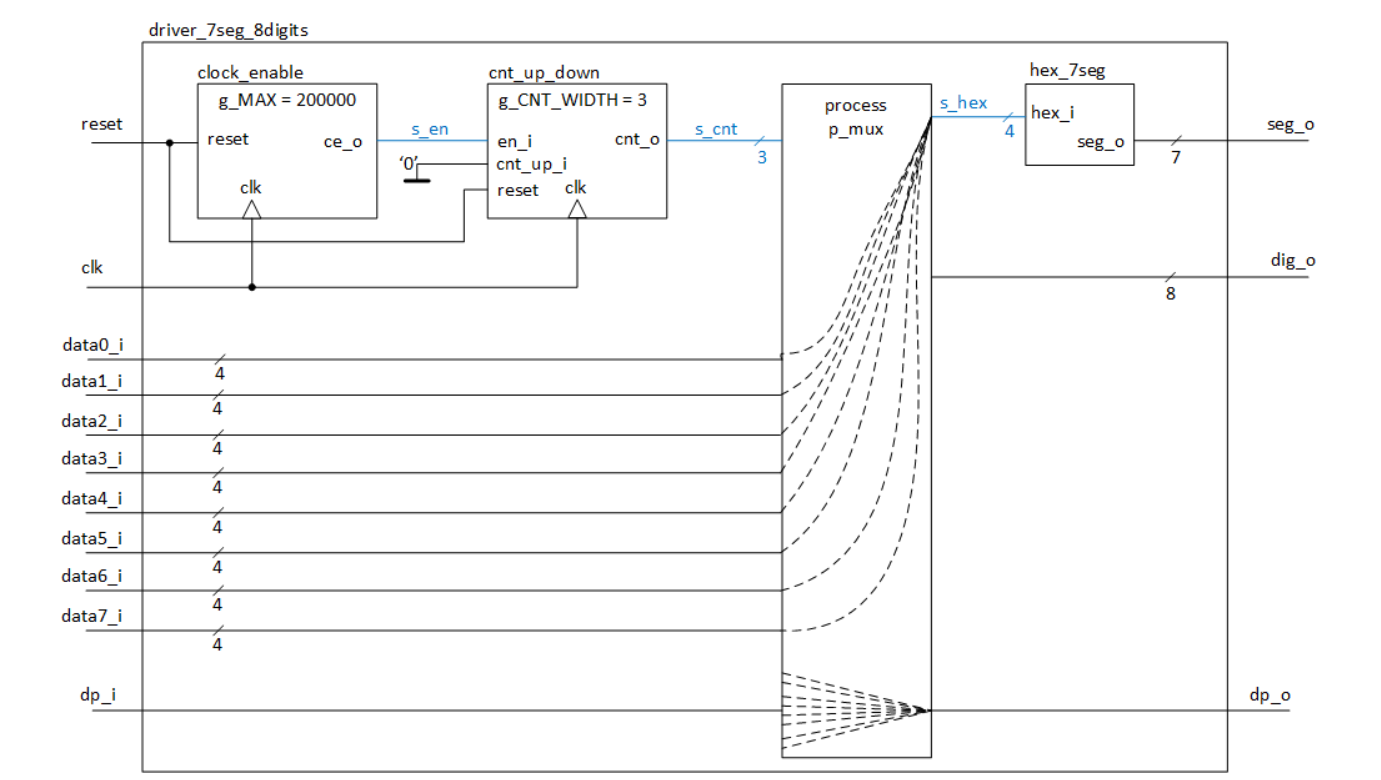 driver_7seg_8digits
clock_enable
g_MAX = 200000
reset
ce_o
clk
cnt_up_down
g_CNT_WIDTH = 3
en_i
cnt_o
cnt_up_i
reset
clk
process
p_mux
hex_7seg
hex_i
seg_o
reset
s_en
'0'
s_cnt
3
s_hex
4
7
seg_o
clk
dig_o
8
data0_i
4
data1_i
4
data2_i
4
data3_i
4
data4_i
4
data5_i
4
data6_i
4
data7_i
4
dp_i
dp_o